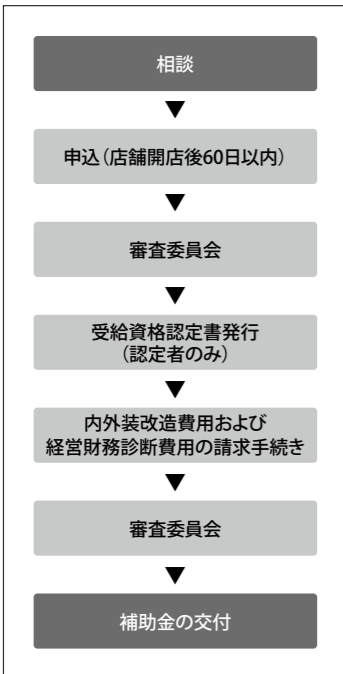 相談
申込（店舗開店後60日以内）
審査委員会
受給資格認定書発行
（認定者のみ）
内外装改造費用および
経営財務診断費用の請求手続き
審査委員会
補助金の交付